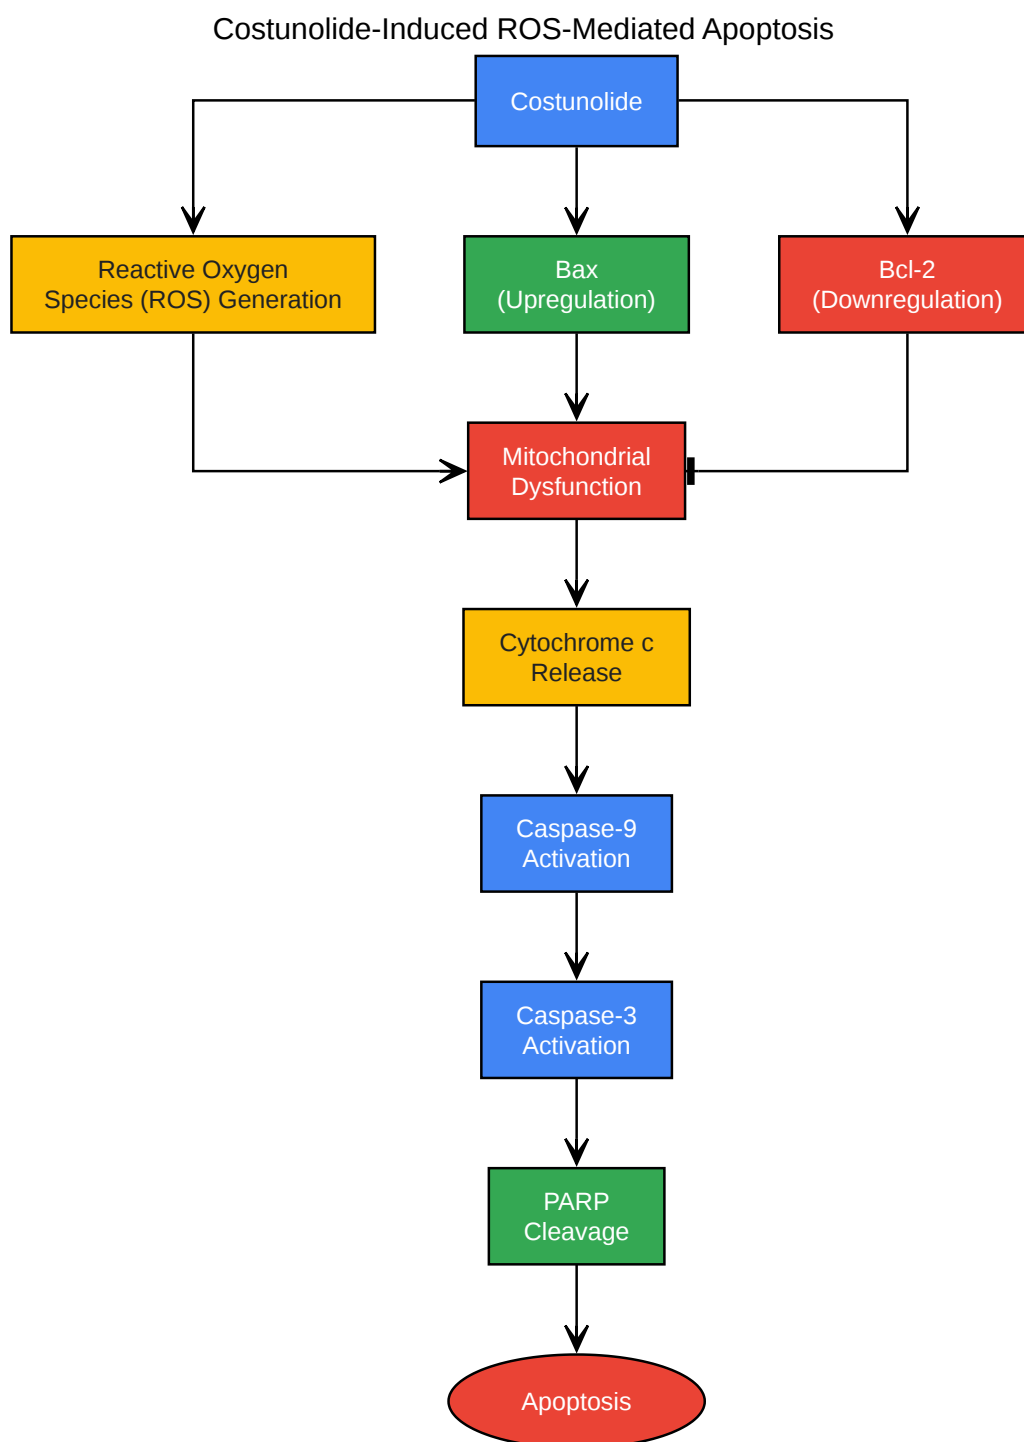 Costunolide-Induced ROS-Mediated Apoptosis
Costunolide
Reactive Oxygen
Species (ROS) Generation
Bax
(Upregulation)
Bcl-2
(Downregulation)
Mitochondrial
Dysfunction
Cytochrome c
Release
Caspase-9
Activation
Caspase-3
Activation
PARP
Cleavage
Apoptosis